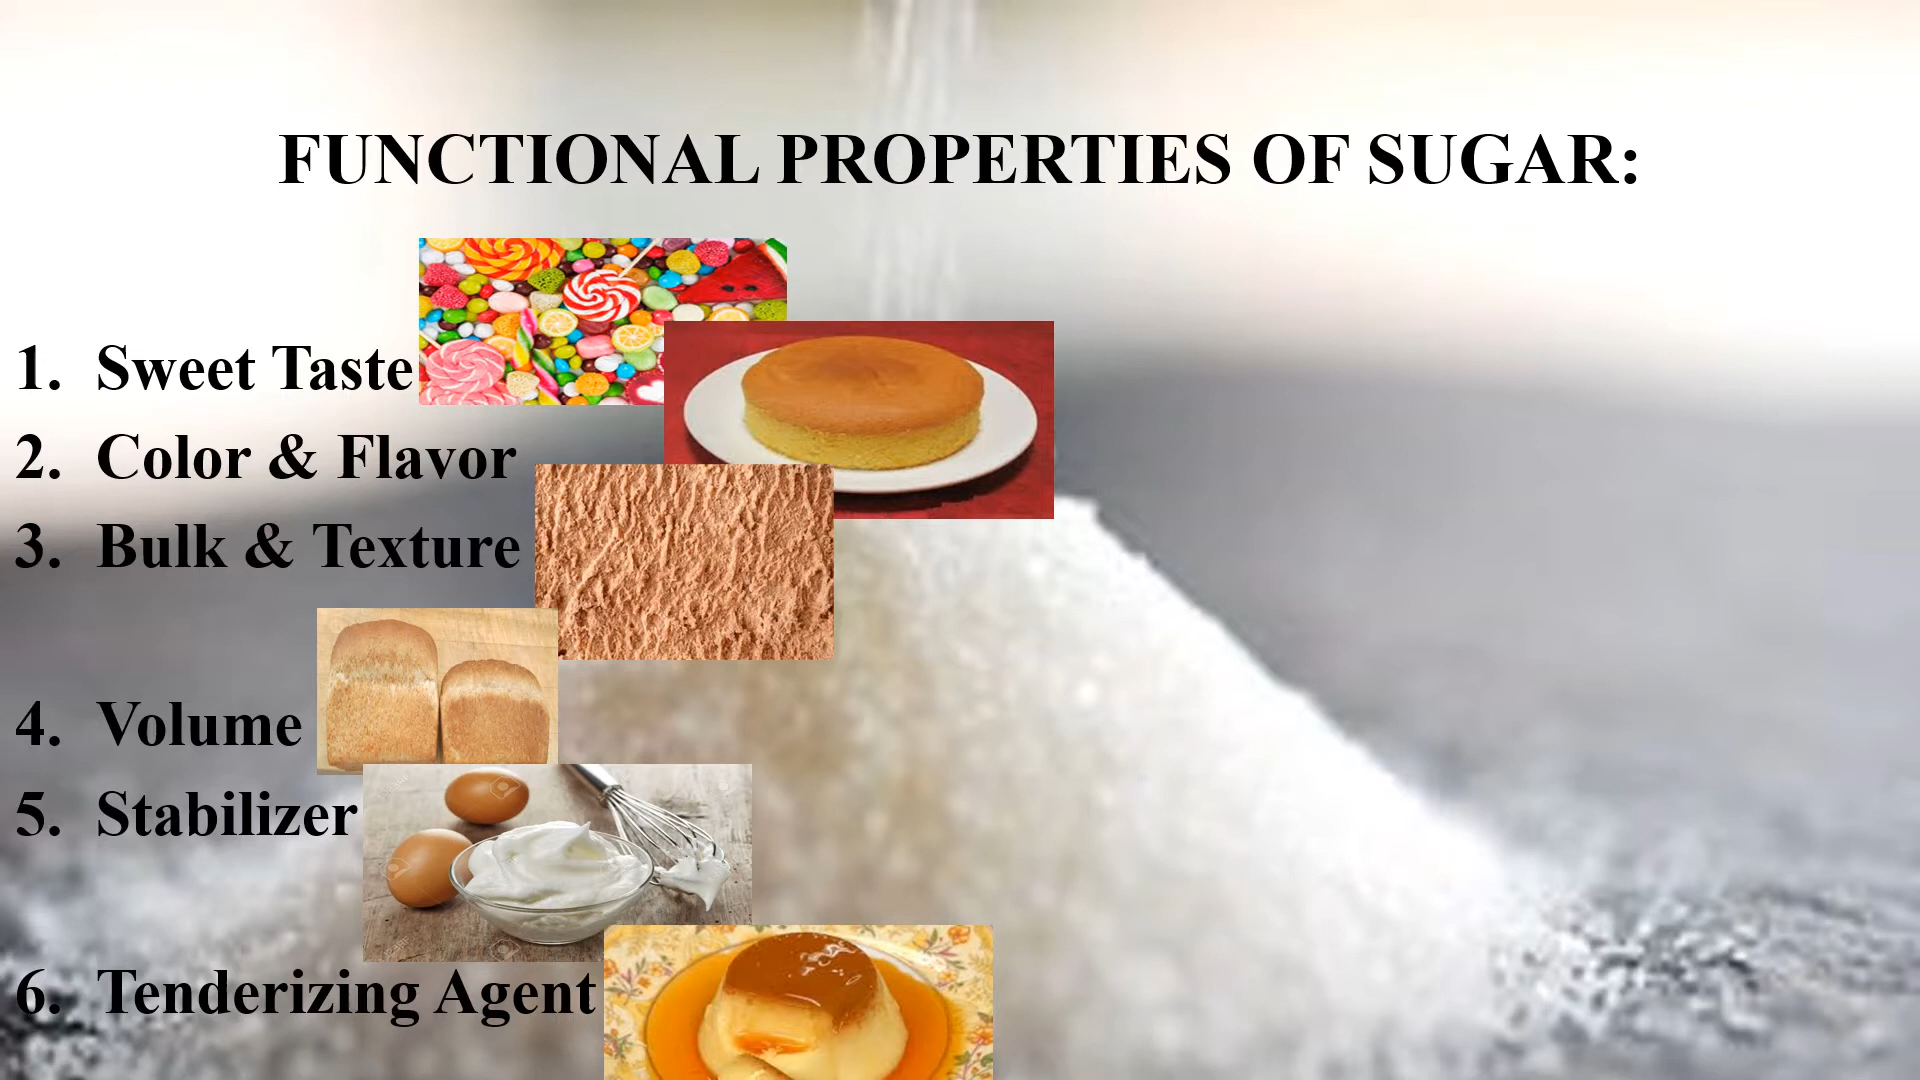 FUNCTIONAL PROPERTIES OF SUGAR:
1. Sweet Taste
2. Color & Flavor
3. Bulk & Texture
4. Volume
5. Stabilizer
6. Tenderizing Agent